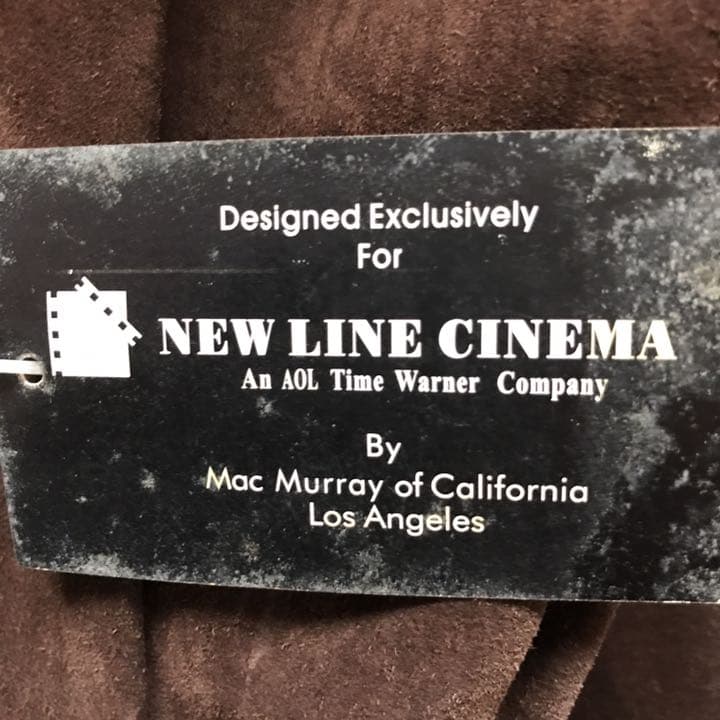 Designed Exclusively
For
NEW LINE CINEMA
An AOL Time Warner Company
By
Mac Murray of California
Los Angeles